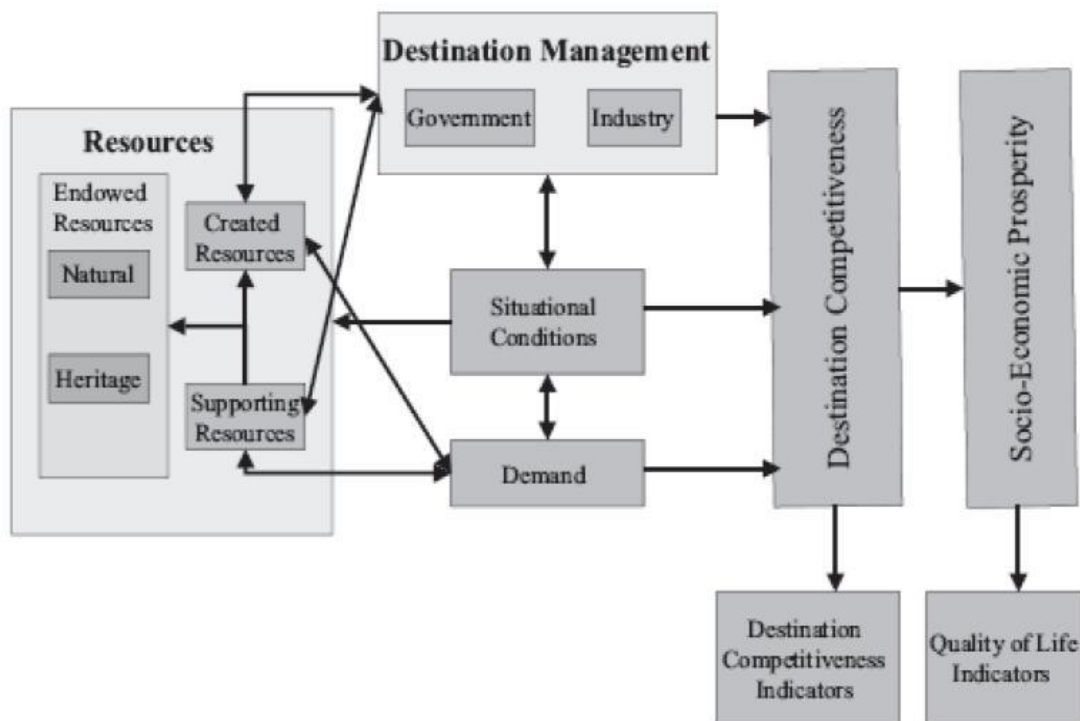 Destination Management
Government
Industry
Resources
Endowed
Resources
Natural
Heritage
Created
Resources
Supporting
Resources
Situational
Conditions
Demand
Destination Competitiveness
Socio-Economic Prosperity
Destination
Competitiveness
Indicators
Quality of Life
Indicators